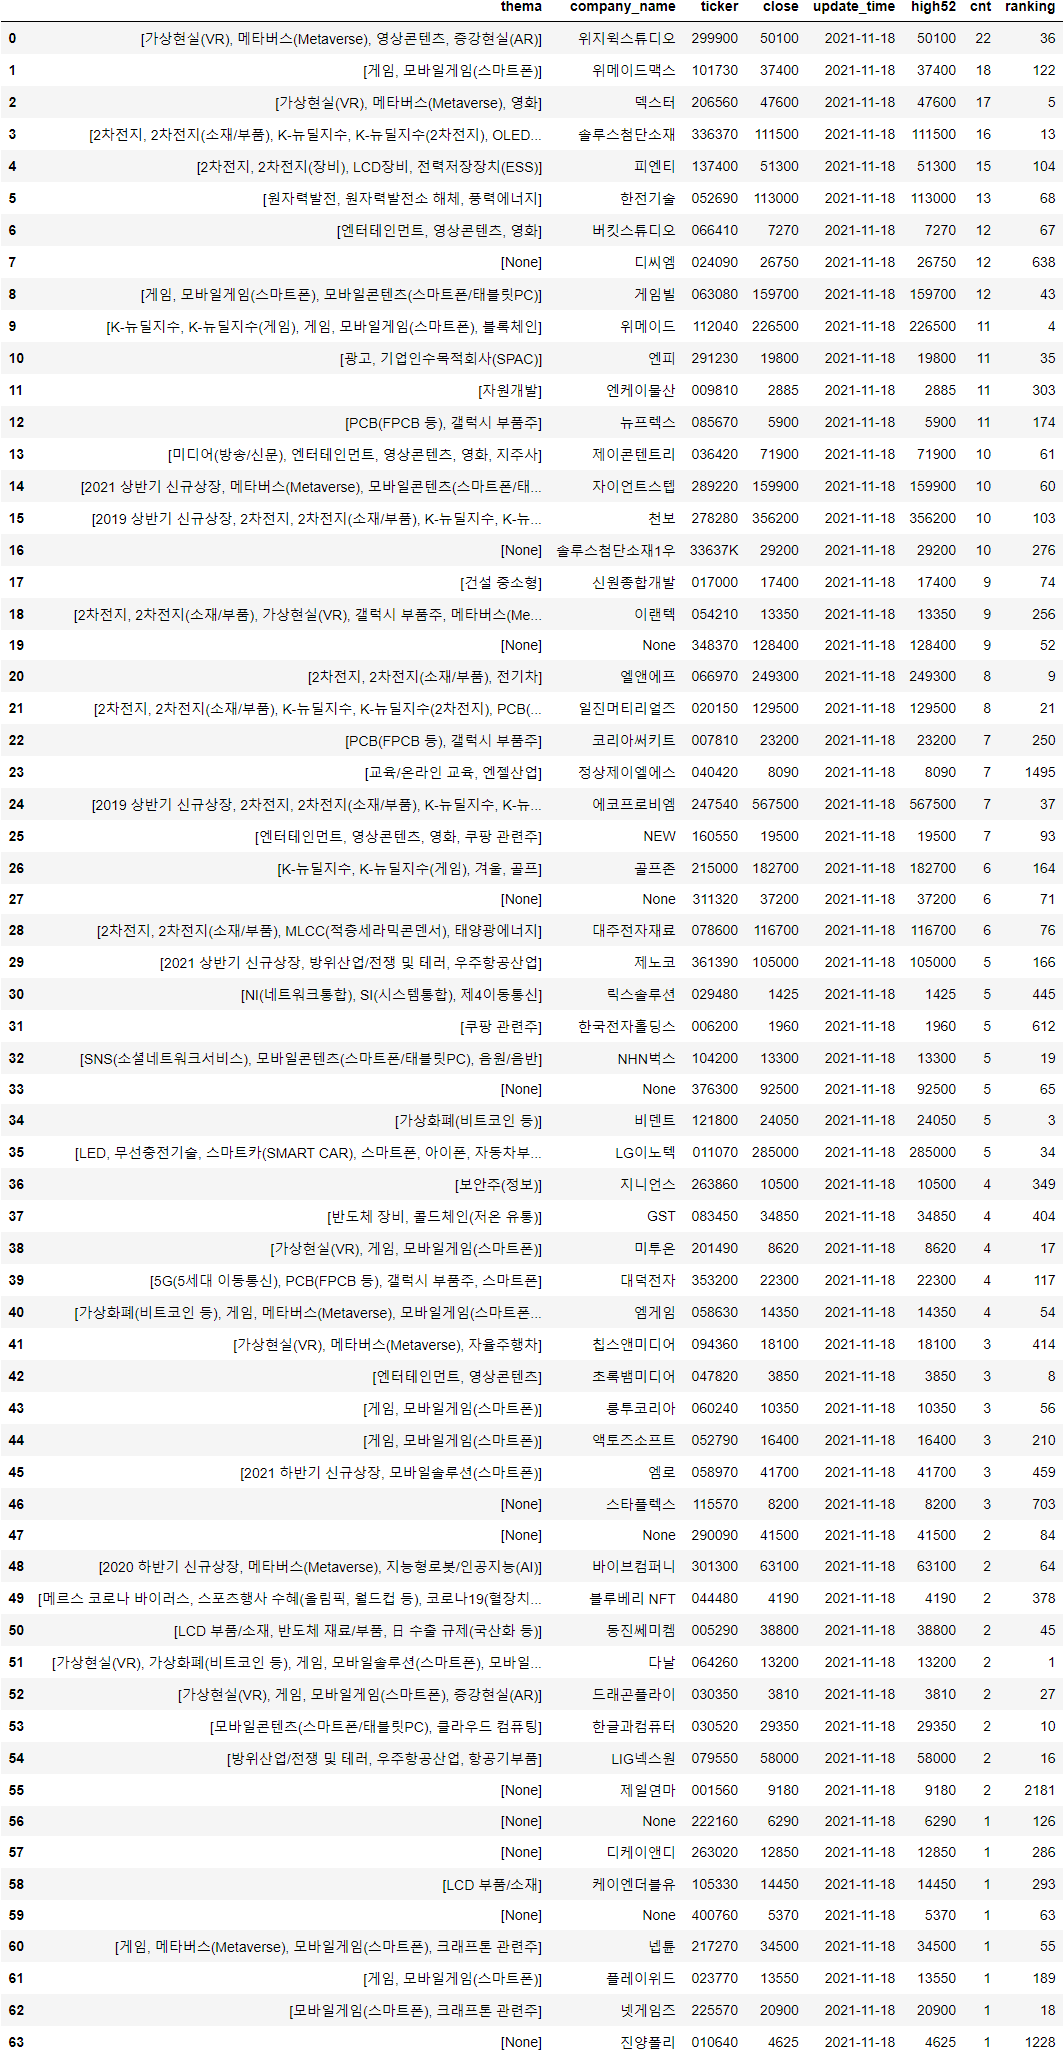 thema company_name ticker close update_time high52 cnt ranking
0 [가상현실(VR), 메타버스(Metaverse), 영상콘텐츠, 증강현실(AR)] 위지윅스튜디오 299900 50100 2021-11-18 50100 22 36
1 [게임, 모바일게임(스마트폰)] 위메이드맥스 101730 37400 2021-11-18 37400 18 122
2 [가상현실(VR), 메타버스(Metaverse), 영화] 덱스터 206560 47600 2021-11-18 47600 17 5
3 [2차전지, 2차전지(소재/부품), K-뉴딜지수, K-뉴딜지수(2차전지), OLED... 솔루스첨단소재 336370 111500 2021-11-18 111500 16 13
4 [2차전지, 2차전지(장비), LCD장비, 전력저장장치(ESS)] 피엔티 137400 51300 2021-11-18 51300 15 104
5 [원자력발전, 원자력발전소 해체, 풍력에너지] 한전기술 052690 113000 2021-11-18 113000 13 68
6 [엔터테인먼트, 영상콘텐츠, 영화] 버킷스튜디오 066410 7270 2021-11-18 7270 12 67
7 [None] 디씨엠 024090 26750 2021-11-18 26750 12 638
8 [게임, 모바일게임(스마트폰), 모바일콘텐츠(스마트폰/태블릿PC)] 게임빌 063080 159700 2021-11-18 159700 12 43
9 [K-뉴딜지수, K-뉴딜지수(게임), 게임, 모바일게임(스마트폰), 블록체인] 위메이드 112040 226500 2021-11-18 226500 11 4
10 [광고, 기업인수목적회사(SPAC)] 엔피 291230 19800 2021-11-18 19800 11 35
11 [자원개발] 엔케이물산 009810 2885 2021-11-18 2885 11 303
12 [PCB(FPCB 등), 갤럭시 부품주] 뉴프렉스 085670 5900 2021-11-18 5900 11 174
13 [미디어(방송/신문), 엔터테인먼트, 영상콘텐츠, 영화, 지주사] 제이콘텐트리 036420 71900 2021-11-18 71900 10 61
14 [2021 상반기 신규상장, 메타버스(Metaverse), 모바일콘텐츠(스마트폰/태... 자이언트스텝 289220 159900 2021-11-18 159900 10 60
15 [2019 상반기 신규상장, 2차전지, 2차전지(소재/부품), K-뉴딜지수, K-뉴... 천보 278280 356200 2021-11-18 356200 10 103
16 [None] 솔루스첨단소재1우 33637K 29200 2021-11-18 29200 10 276
17 [건설 중소형] 신원종합개발 017000 17400 2021-11-18 17400 9 74
18 [2차전지, 2차전지(소재/부품), 가상현실(VR), 갤럭시 부품주, 메타버스(Me... 이랜텍 054210 13350 2021-11-18 13350 9 256
19 [None] None 348370 128400 2021-11-18 128400 9 52
20 [2차전지, 2차전지(소재/부품), 전기차] 엘앤에프 066970 249300 2021-11-18 249300 8 9
21 [2차전지, 2차전지(소재/부품), K-뉴딜지수, K-뉴딜지수(2차전지), PCB(... 일진머티리얼즈 020150 129500 2021-11-18 129500 8 21
22 [PCB(FPCB 등), 갤럭시 부품주] 코리아써키트 007810 23200 2021-11-18 23200 7 250
23 [교육/온라인 교육, 엔젤산업] 정상제이엘에스 040420 8090 2021-11-18 8090 7 1495
24 [2019 상반기 신규상장, 2차전지, 2차전지(소재/부품), K-뉴딜지수, K-뉴... 에코프로비엠 247540 567500 2021-11-18 567500 7 37
25 [엔터테인먼트, 영상콘텐츠, 영화, 쿠팡 관련주] NEW 160550 19500 2021-11-18 19500 7 93
26 [K-뉴딜지수, K-뉴딜지수(게임), 겨울, 골프] 골프존 215000 182700 2021-11-18 182700 6 164
27 [None] None 311320 37200 2021-11-18 37200 6 71
28 [2차전지, 2차전지(소재/부품), MLCC(적층세라믹콘덴서), 태양광에너지] 대주전자재료 078600 116700 2021-11-18 116700 6 76
29 [2021 상반기 신규상장, 방위산업/전쟁 및 테러, 우주항공산업] 제노코 361390 105000 2021-11-18 105000 5 166
30 [NI(네트워크통합), SI(시스템통합), 제4이동통신] 릭스솔루션 029480 1425 2021-11-18 1425 5 445
31 [쿠팡 관련주] 한국전자홀딩스 006200 1960 2021-11-18 1960 5 612
32 [SNS(소셜네트워크서비스), 모바일콘텐츠(스마트폰/태블릿PC), 음원/음반] NHN벅스 104200 13300 2021-11-18 13300 5 19
33 [None] None 376300 92500 2021-11-18 92500 5 65
34 [가상화폐(비트코인 등)] 비덴트 121800 24050 2021-11-18 24050 5 3
35 [LED, 무선충전기술, 스마트카(SMART CAR), 스마트폰, 아이폰, 자동차부... LG이노텍 011070 285000 2021-11-18 285000 5 34
36 [보안주(정보)] 지니언스 263860 10500 2021-11-18 10500 4 349
37 [반도체 장비, 콜드체인(저온 유통)] GST 083450 34850 2021-11-18 34850 4 404
38 [가상현실(VR), 게임, 모바일게임(스마트폰)] 미투온 201490 8620 2021-11-18 8620 4 17
39 [5G(5세대 이동통신), PCB(FPCB 등), 갤럭시 부품주, 스마트폰] 대덕전자 353200 22300 2021-11-18 22300 4 117
40 [가상화폐(비트코인 등), 게임, 메타버스(Metaverse), 모바일게임(스마트폰... 엠게임 058630 14350 2021-11-18 14350 4 54
41 [가상현실(VR), 메타버스(Metaverse), 자율주행차] 칩스앤미디어 094360 18100 2021-11-18 18100 3 414
42 [엔터테인먼트, 영상콘텐츠] 초록뱀미디어 047820 3850 2021-11-18 3850 3 8
43 [게임, 모바일게임(스마트폰)] 룽투코리아 060240 10350 2021-11-18 10350 3 56
44 [게임, 모바일게임(스마트폰)] 액토즈소프트 052790 16400 2021-11-18 16400 3 210
45 [2021 하반기 신규상장, 모바일솔루션(스마트폰)] 엠로 058970 41700 2021-11-18 41700 3 459
46 [None] 스타플렉스 115570 8200 2021-11-18 8200 3 703
47 [None] None 290090 41500 2021-11-18 41500 2 84
48 [2020 하반기 신규상장, 메타버스(Metaverse), 지능형로봇/인공지능(AI)] 바이브컴퍼니 301300 63100 2021-11-18 63100 2 64
49 [메르스 코로나 바이러스, 스포츠행사 수혜(올림픽, 월드컵 등), 코로나19(혈장치... 블루베리 NFT 044480 4190 2021-11-18 4190 2 378
50 [LCD 부품/소재, 반도체 재료/부품, 日 수출 규제(국산화 등)] 동진쎄미켐 005290 38800 2021-11-18 38800 2 45
51 [가상현실(VR), 가상화폐(비트코인 등), 게임, 모바일솔루션(스마트폰), 모바일... 다날 064260 13200 2021-11-18 13200 2 1
52 [가상현실(VR), 게임, 모바일게임(스마트폰), 증강현실(AR)] 드래곤플라이 030350 3810 2021-11-18 3810 2 27
53 [모바일콘텐츠(스마트폰/태블릿PC), 클라우드 컴퓨팅] 한글과컴퓨터 030520 29350 2021-11-18 29350 2 10
54 [방위산업/전쟁 및 테러, 우주항공산업, 항공기부품] LIG넥스원 079550 58000 2021-11-18 58000 2 16
55 [None] 제일연마 001560 9180 2021-11-18 9180 2 2181
56 [None] None 222160 6290 2021-11-18 6290 1 126
57 [None] 디케이앤디 263020 12850 2021-11-18 12850 1 286
58 [LCD 부품/소재] 케이엔더블유 105330 14450 2021-11-18 14450 1 293
59 [None] None 400760 5370 2021-11-18 5370 1 63
60 [게임, 메타버스(Metaverse), 모바일게임(스마트폰), 크래프톤 관련주] 넵튠 217270 34500 2021-11-18 34500 1 55
61 [게임, 모바일게임(스마트폰)] 플레이위드 023770 13550 2021-11-18 13550 1 189
62 [모바일게임(스마트폰), 크래프톤 관련주] 넷게임즈 225570 20900 2021-11-18 20900 1 18
63 [None] 진양폴리 010640 4625 2021-11-18 4625 1 1228